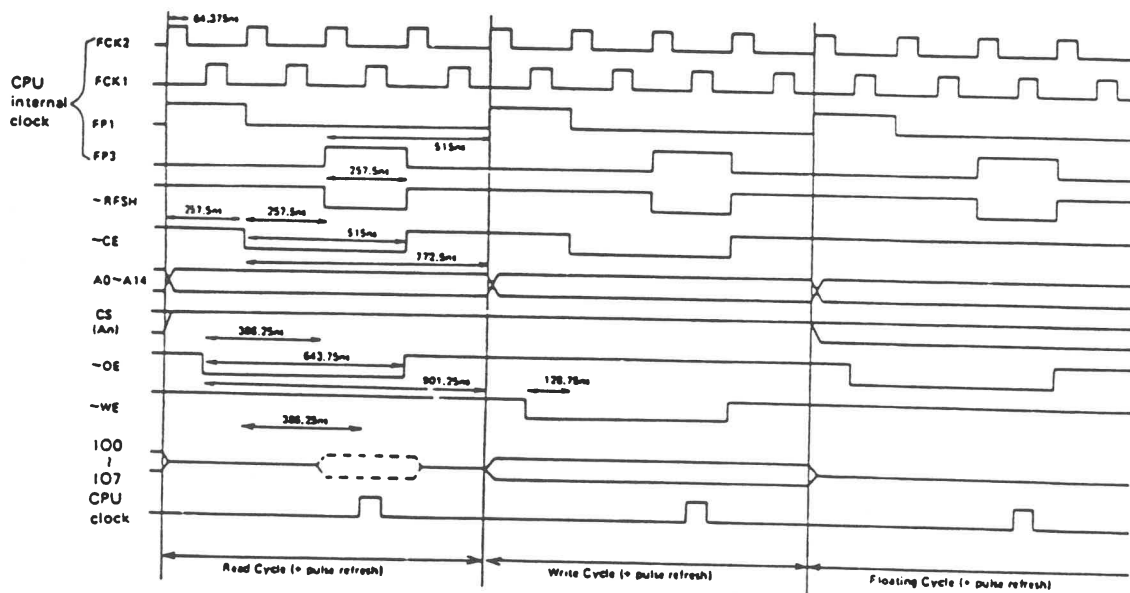 64.375ns
FCK2
CPU
internal
clock
FCK1
FP1
515ns
FP3
257.5ns
~RFSH
257.5ns
257.5ns
~CE
515ns
772.5ns
A0~A14
CS
(An)
386.25ns
~OE
643.75ns
901.25ns
128.75ns
~WE
386.25ns
IO0
~
IO7
CPU
clock
Read Cycle (+ pulse refresh)
Write Cycle (+ pulse refresh)
Floating Cycle (+ pulse refresh)